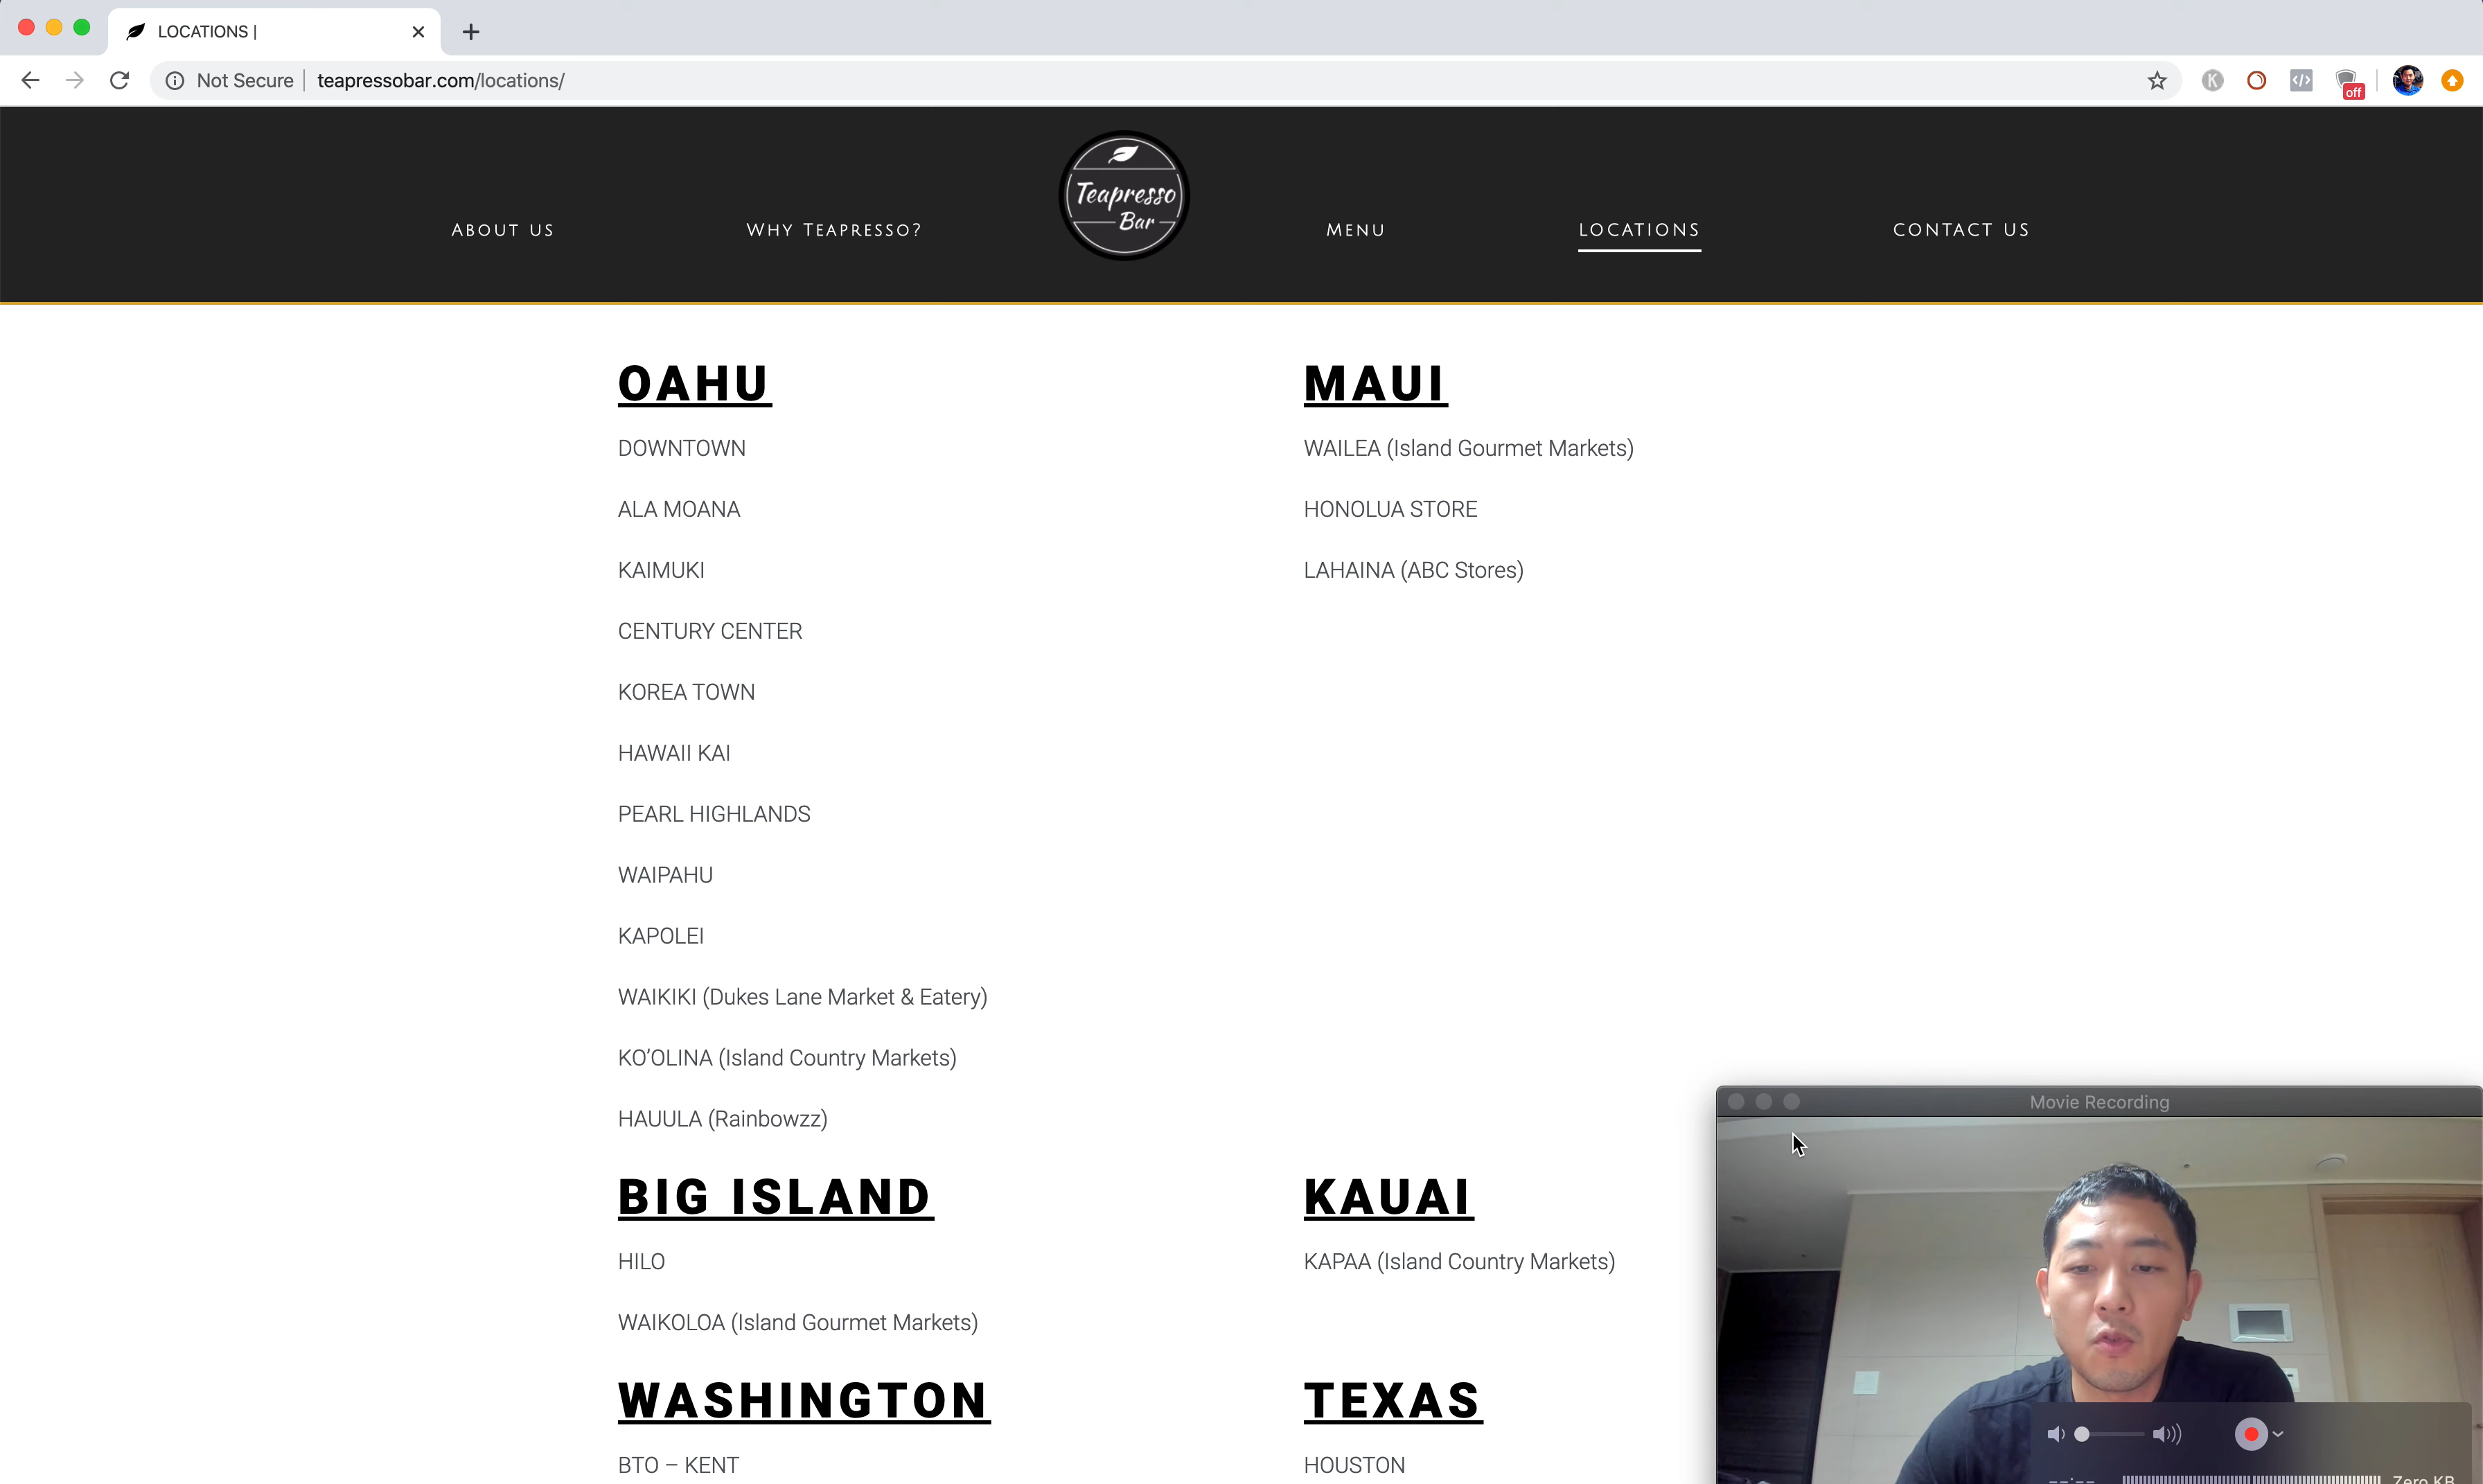 LOCATIONS |
Not Secure
teapressobar.com/locations/
K
off
Teapresso
Bar
ABOUT US
WHY TEAPRESSO?
MENU
LOCATIONS
CONTACT US
OAHU
DOWNTOWN
ALA MOANA
KAIMUKI
CENTURY CENTER
KOREA TOWN
HAWAII KAI
PEARL HIGHLANDS
WAIPAHU
KAPOLEI
WAIKIKI (Dukes Lane Market & Eatery)
KO’OLINA (Island Country Markets)
HAUULA (Rainbowzz)
MAUI
WAILEA (Island Gourmet Markets)
HONOLUA STORE
LAHAINA (ABC Stores)
BIG ISLAND
HILO
WAIKOLOA (Island Gourmet Markets)
KAUAI
KAPAA (Island Country Markets)
WASHINGTON
BTO – KENT
TEXAS
HOUSTON
Movie Recording
--:--
Zero KB